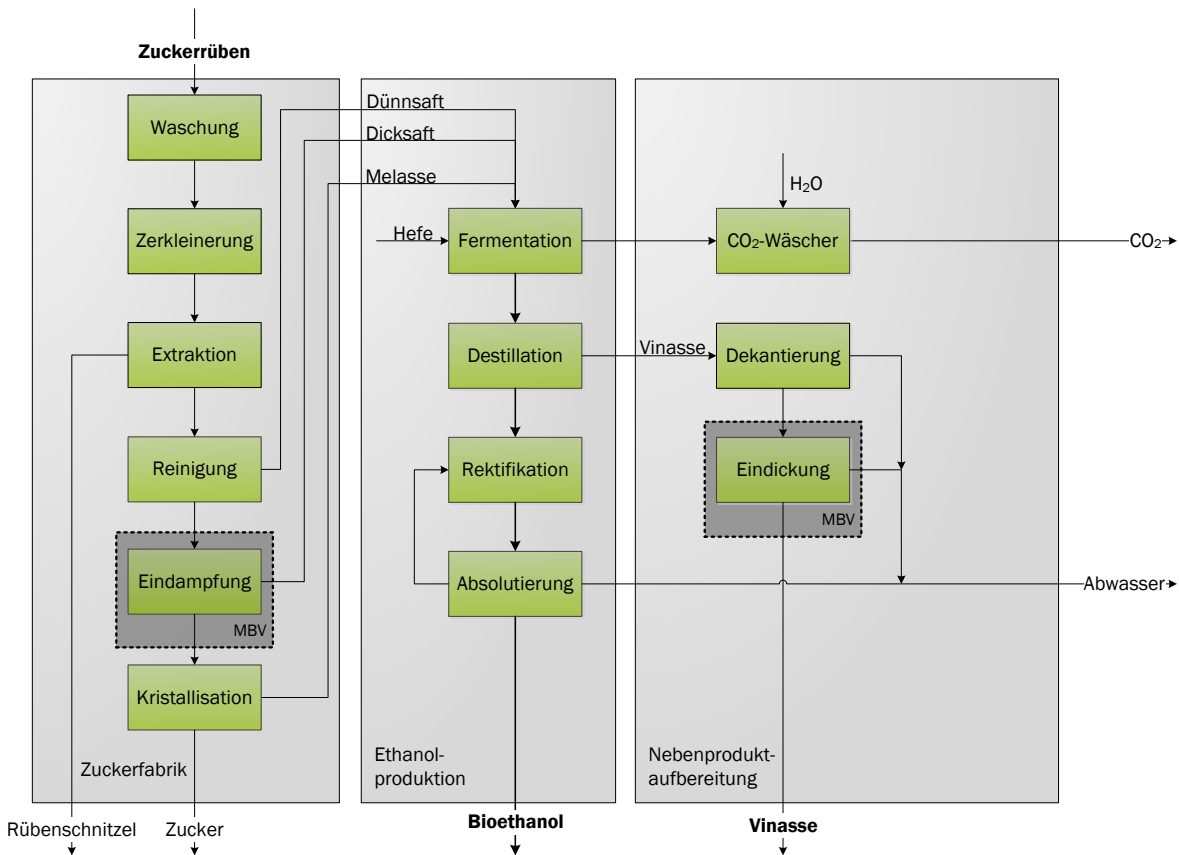 Zuckerrüben
Waschung
Zerkleinerung
Extraktion
Reinigung
Eindampfung
MBV
Kristallisation
Zuckerfabrik
Rübenschnitzel
Zucker
Dünnsaft
Dicksaft
Melasse
Hefe
Fermentation
Destillation
Rektifikation
Absolutierung
Ethanol-
produktion
Bioethanol
H₂O
CO₂-Wäscher
CO₂
Vinasse
Dekantierung
Eindickung
MBV
Abwasser
Nebenprodukt-
aufbereitung
Vinasse